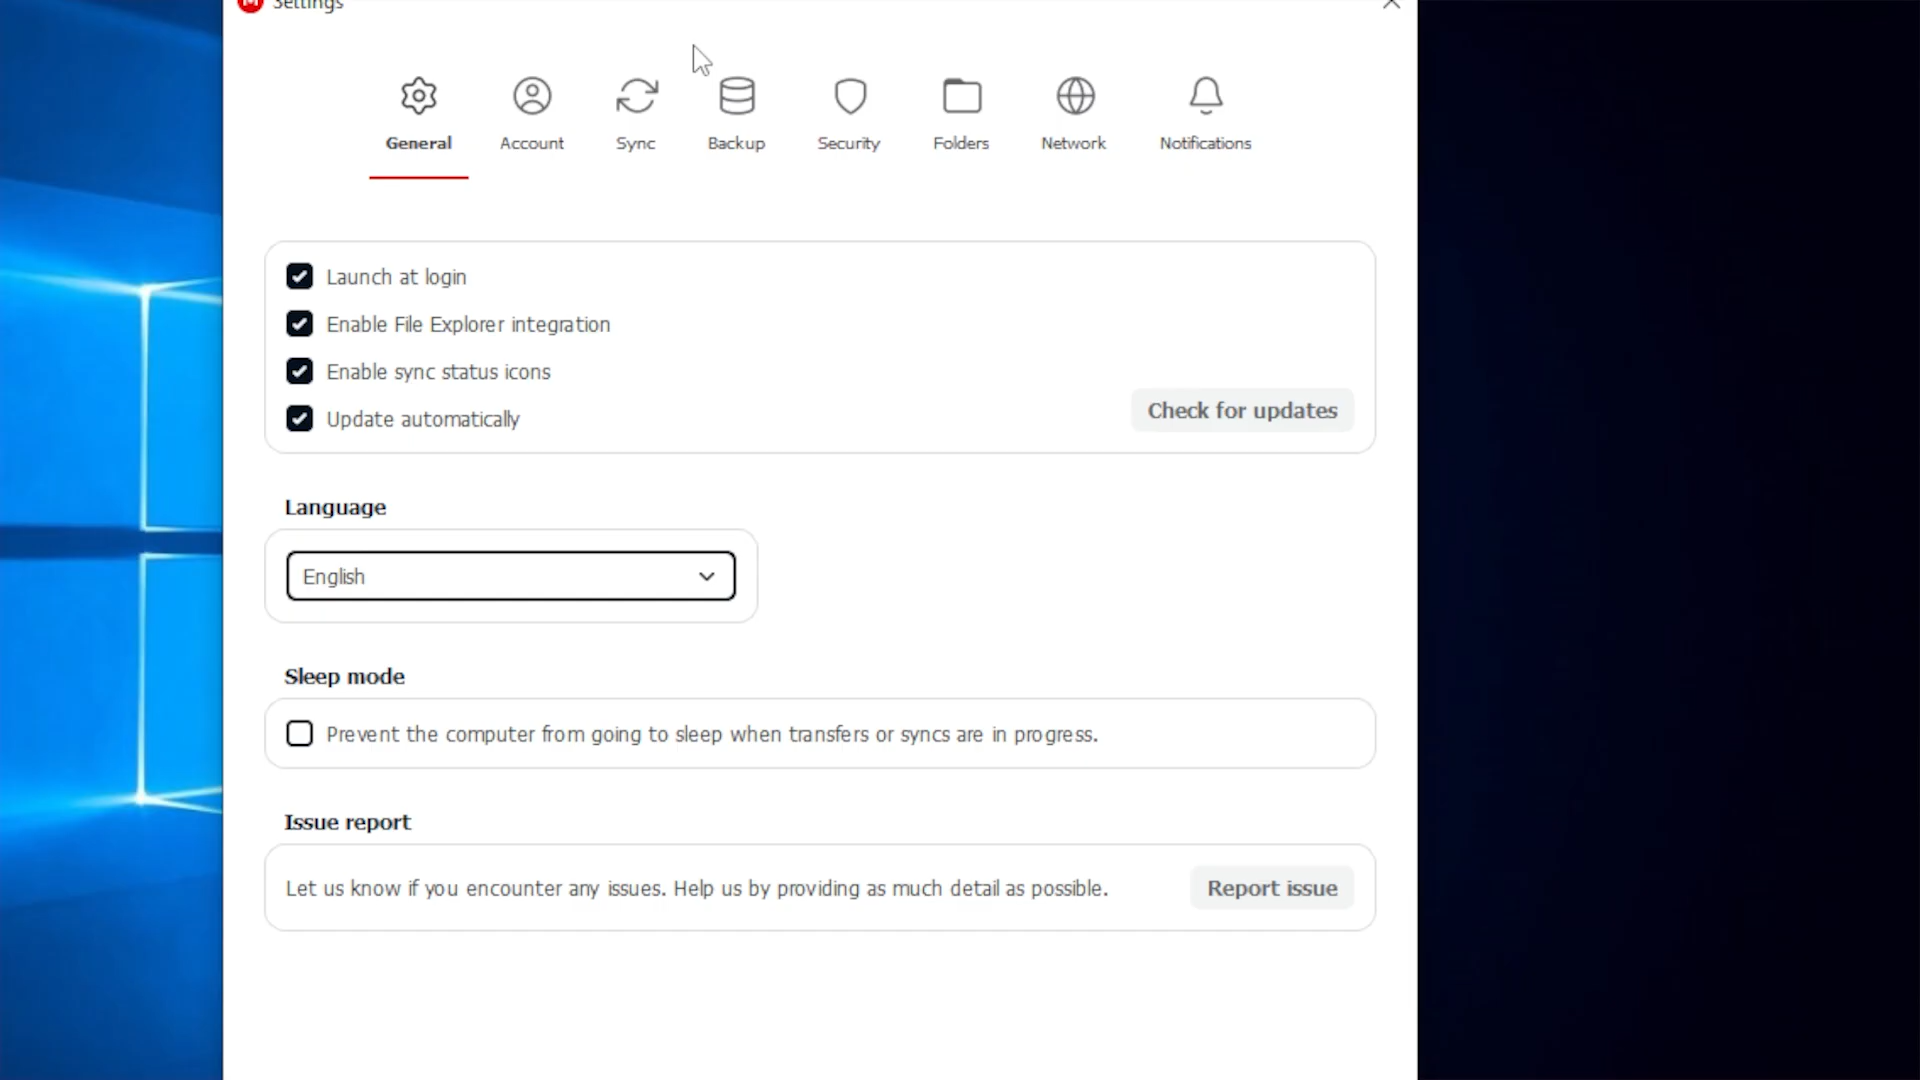 Settings
General
Account
Sync
Backup
Security
Folders
Network
Notifications
Launch at login
Enable File Explorer integration
Enable sync status icons
Update automatically
Check for updates
Language
English
Sleep mode
Prevent the computer from going to sleep when transfers or syncs are in progress.
Issue report
Let us know if you encounter any issues. Help us by providing as much detail as possible.
Report issue